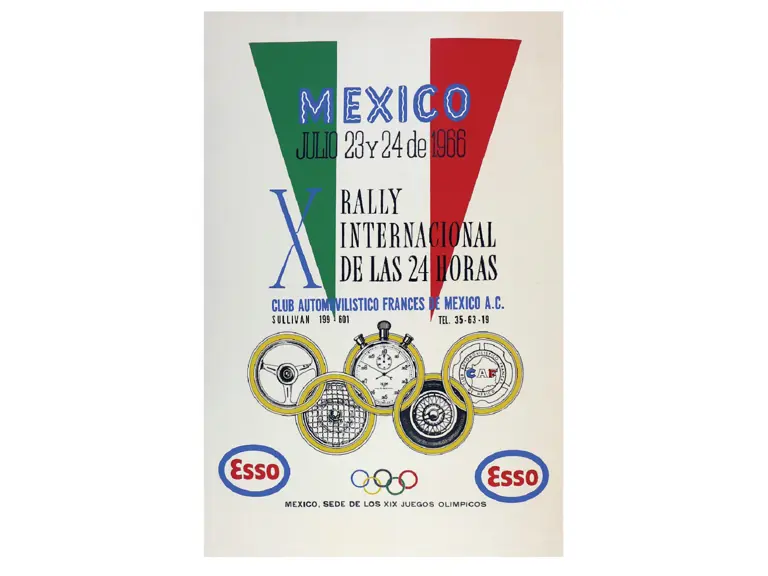 MEXICO
JULIO 23 Y 24 de 1966
X RALLY
INTERNACIONAL
DE LAS 24 HORAS
CLUB AUTOMOVILISTICO FRANCES DE MEXICO A.C.
SULLIVAN 199 - 601 TEL. 35-63-19
CAF
Esso
Esso
MEXICO, SEDE DE LOS XIX JUEGOS OLIMPICOS